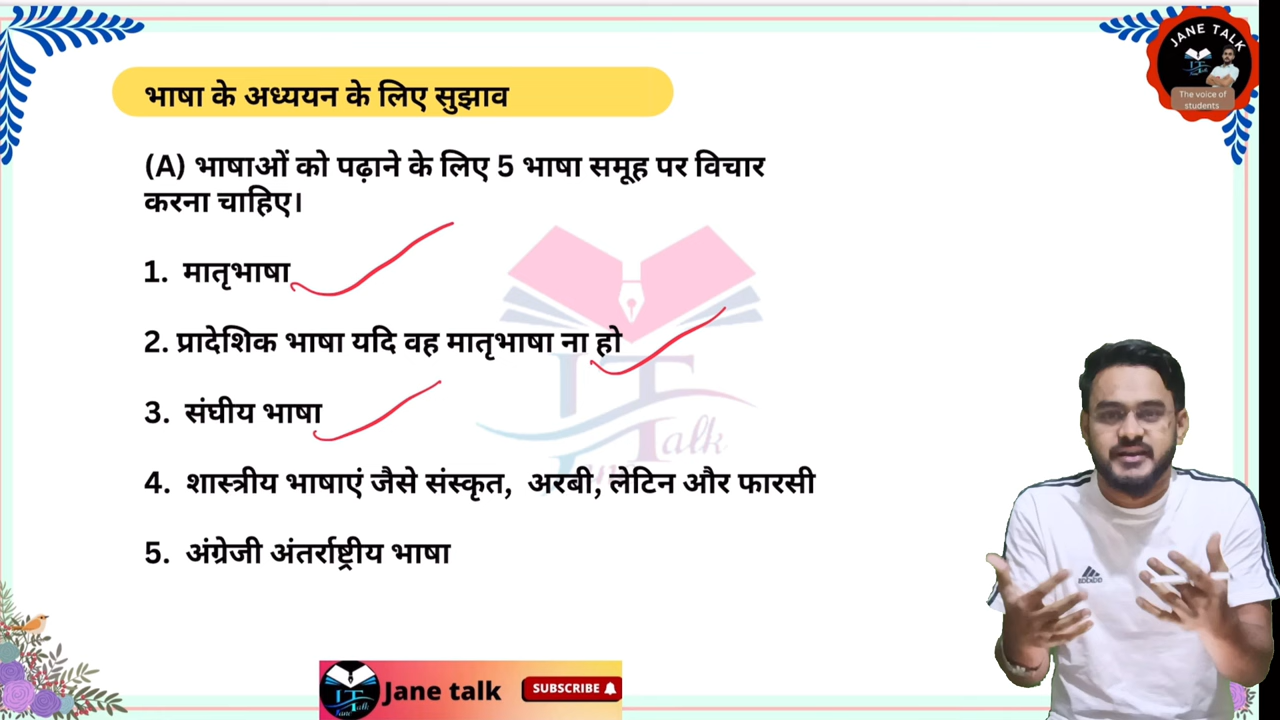 भाषा के अध्ययन के लिए सुझाव
JANE TALK
The voice of
students
(A) भाषाओं को पढ़ाने के लिए 5 भाषा समूह पर विचार
करना चाहिए।
1. मातृभाषा
2. प्रादेशिक भाषा यदि वह मातृभाषा ना हो
3. संघीय भाषा
4. शास्त्रीय भाषाएं जैसे संस्कृत, अरबी, लेटिन और फारसी
5. अंग्रेजी अंतर्राष्ट्रीय भाषा
Jane talk
SUBSCRIBE